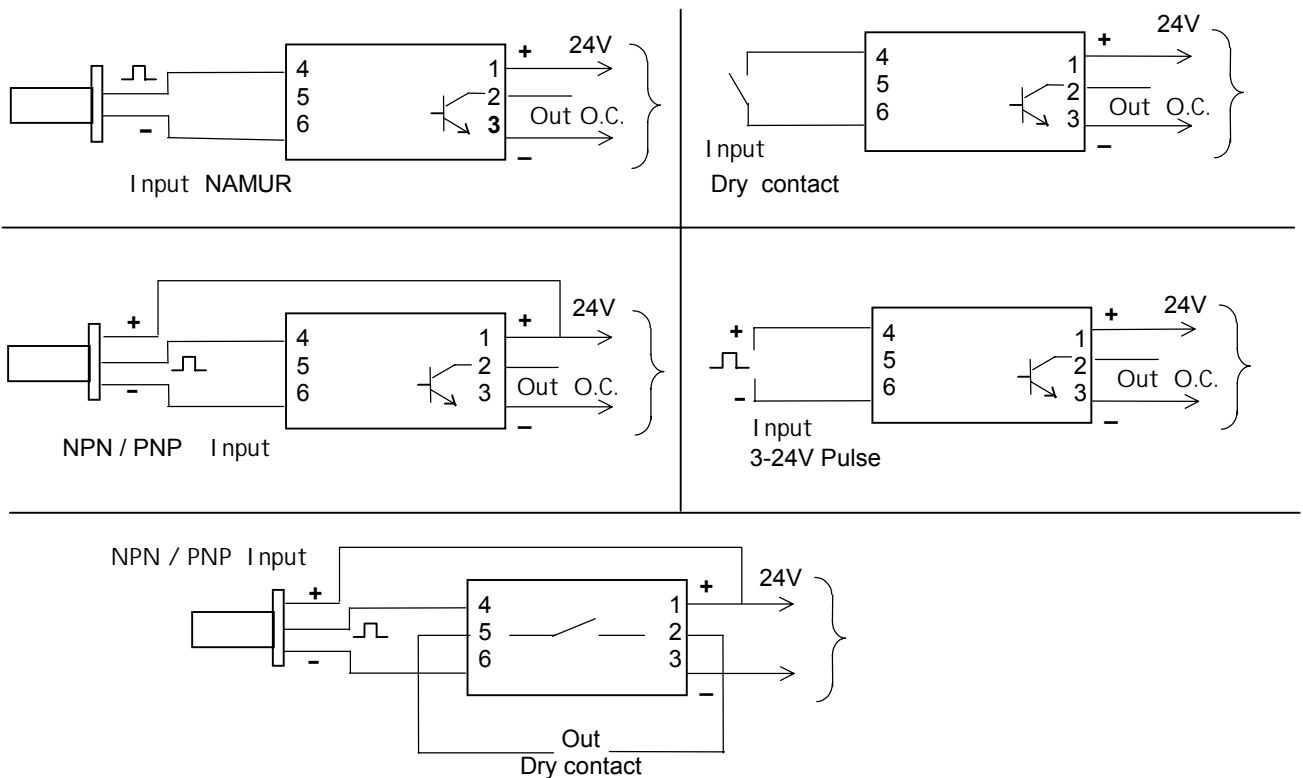 + 24V
4 1
5 2
Out O.C.
6 3
–
–
Input NAMUR
+ 24V
4 1
5 2
Out O.C.
6 3
–
Input
Dry contact
+ + 24V
4 1
5 2
Out O.C.
6 3
– –
NPN / PNP Input
+ 24V
+ 4 1
5 2
Out O.C.
– 6 3
–
Input
3-24V Pulse
NPN / PNP Input
+ + 24V
4 1
5 2
6 3
– –
Out
Dry contact